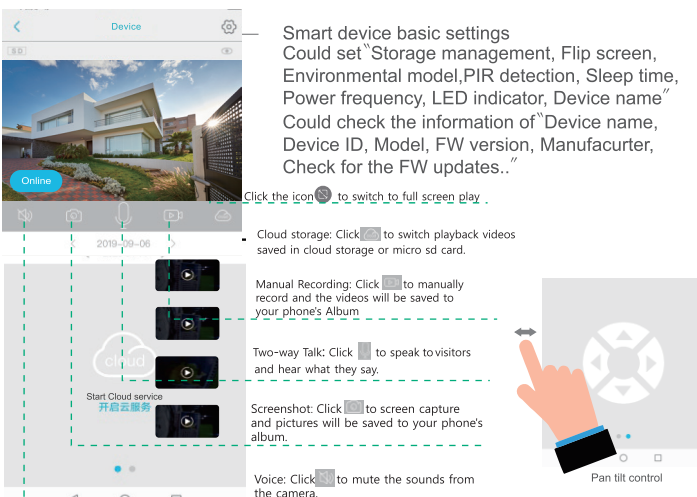 Device
Smart device basic settings
Could set‶Storage management, Flip screen,
Environmental model,PIR detection, Sleep time,
Power frequency, LED indicator, Device name″
Could check the information of‶Device name,
Device ID, Model, FW version, Manufacurter,
Check for the FW updates..″
SD
Online
Click the icon to switch to full screen play
Cloud storage: Click to switch playback videos
saved in cloud storage or micro sd card.
2019-09-06
Manual Recording: Click to manually
record and the videos will be saved to
your phone's Album
cloud
Two-way Talk: Click to speak to visitors
and hear what they say.
Start Cloud service
开启云服务
Screenshot: Click to screen capture
and pictures will be saved to your phone's
album.
Voice: Click to mute the sounds from
the camera.
Pan tilt control